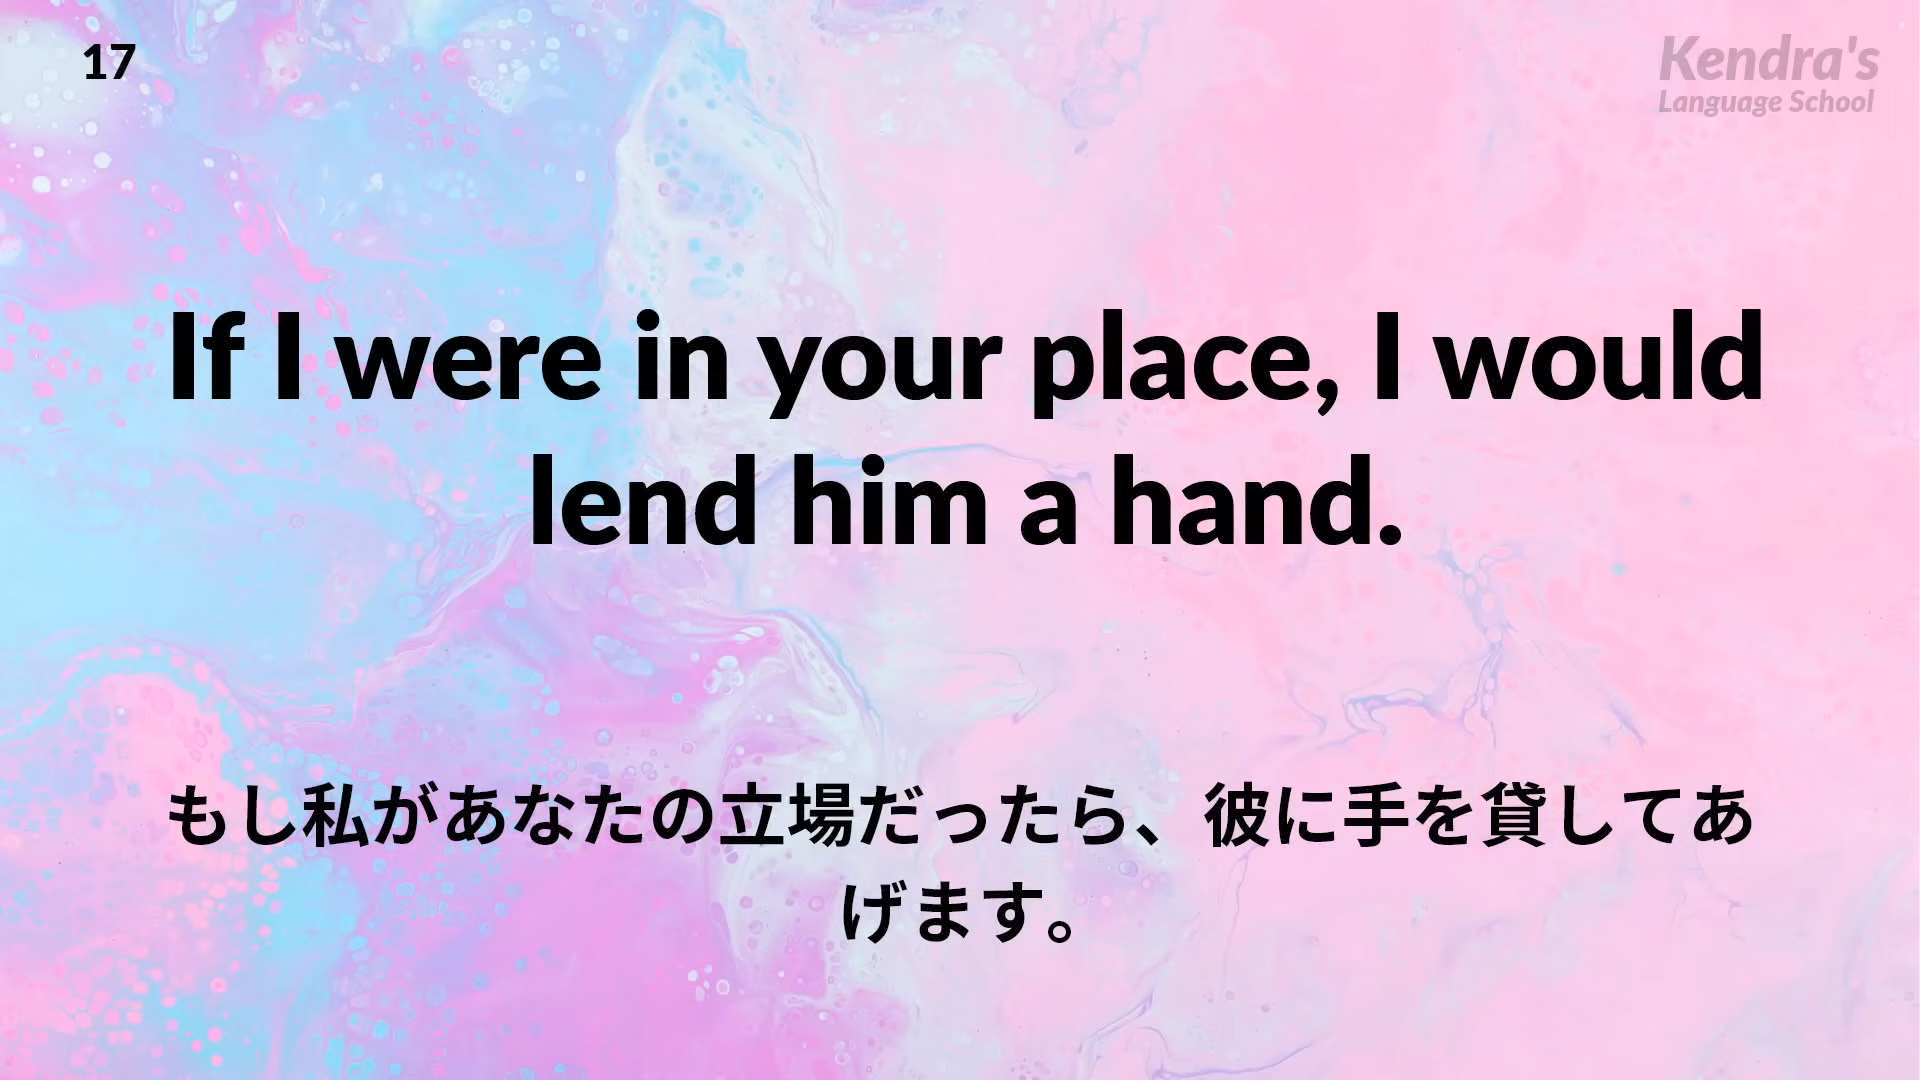 17
Kendra's
Language School
If I were in your place, I would
lend him a hand.
もし私があなたの立場だったら、彼に手を貸してあ
げます。